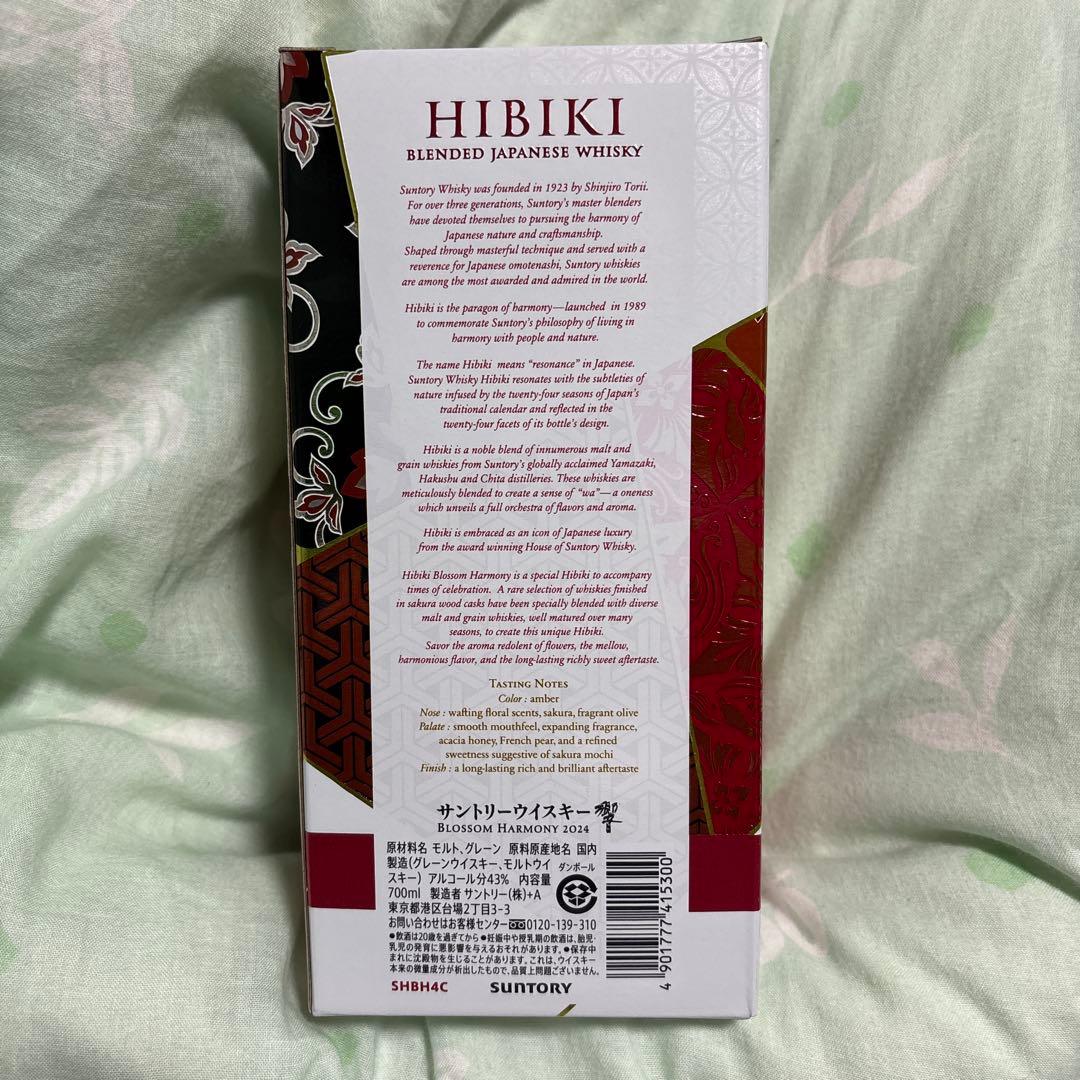 HIBIKI
BLENDED JAPANESE WHISKY
Suntory Whisky was founded in 1923 by Shinjiro Torii.
For over three generations, Suntory's master blenders
have devoted themselves to pursuing the harmony of
Japanese nature and craftsmanship.
Shaped through masterful technique and served with a
reverence for Japanese omotenashi, Suntory whiskies
are among the most awarded and admired in the world.
Hibiki is the paragon of harmony—launched in 1989
to commemorate Suntory's philosophy of living in
harmony with people and nature.
The name Hibiki means "resonance" in Japanese.
Suntory Whisky Hibiki resonates with the subtleties of
nature infused by the twenty-four seasons of Japan's
traditional calendar and reflected in the
twenty-four facets of its bottle's design.
Hibiki is a noble blend of innumerous malt and
grain whiskies from Suntory's globally acclaimed Yamazaki,
Hakushu and Chita distilleries. These whiskies are
meticulously blended to create a sense of "wa"— a oneness
which unveils a full orchestra of flavors and aroma.
Hibiki is embraced as an icon of Japanese luxury
from the award winning House of Suntory Whisky.
Hibiki Blossom Harmony is a special Hibiki to accompany
times of celebration. A rare selection of whiskies finished
in sakura wood casks have been specially blended with diverse
malt and grain whiskies, well matured over many
seasons, to create this unique Hibiki.
Savor the aroma redolent of flowers, the mellow,
harmonious flavor, and the long-lasting richly sweet aftertaste.
TASTING NOTES
Color : amber
Nose : wafting floral scents, sakura, fragrant olive
Palate : smooth mouthfeel, expanding fragrance,
acacia honey, French pear, and a refined
sweetness suggestive of sakura mochi
Finish : a long-lasting rich and brilliant aftertaste
サントリーウイスキー 響
BLOSSOM HARMONY 2024
原材料名 モルト、グレーン 原料原産地名 国内
製造(グレーンウイスキー、モルトウイ
スキー) アルコール分43% 内容量
700ml 製造者 サントリー(株)+A
東京都港区台場2丁目3-3
お問い合わせはお客様センター0120-139-310
●飲酒は20歳を過ぎてから●妊娠中や授乳期の飲酒は、胎児・
乳児の発育に悪影響を与えるおそれがあります。●保存中
まれに沈殿物を生じることがあります。これは、ウイスキー
本来の微量成分が析出したもので、品質上問題ございません。
ダンボール
SHBH4C SUNTORY
4 901777 415300